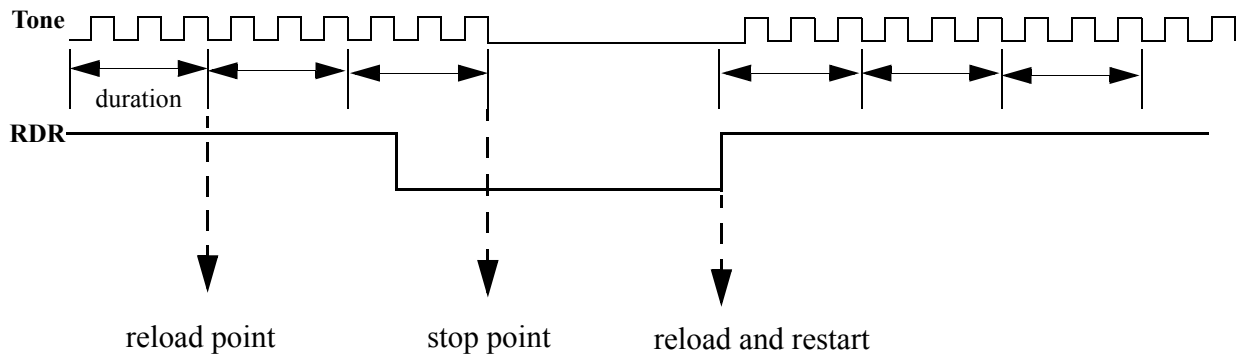 Tone
duration
RDR
reload point
stop point
reload and restart